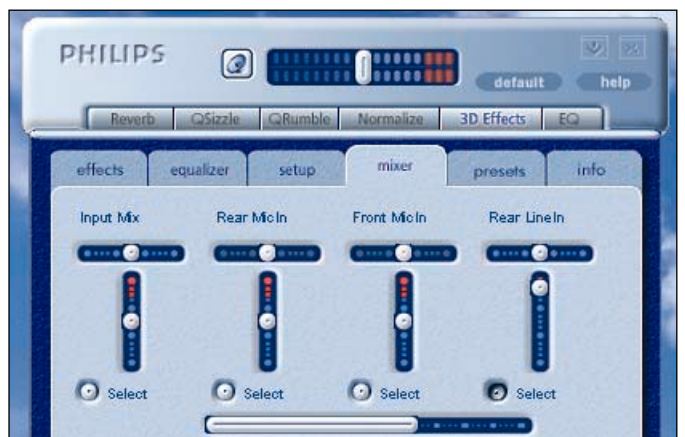 PHILIPS
default help
Reverb QSizzle QRumble Normalize 3D Effects EQ
effects equalizer setup mixer presets info
Input Mix Rear Mic In Front Mic In Rear Line In
Select Select Select Select